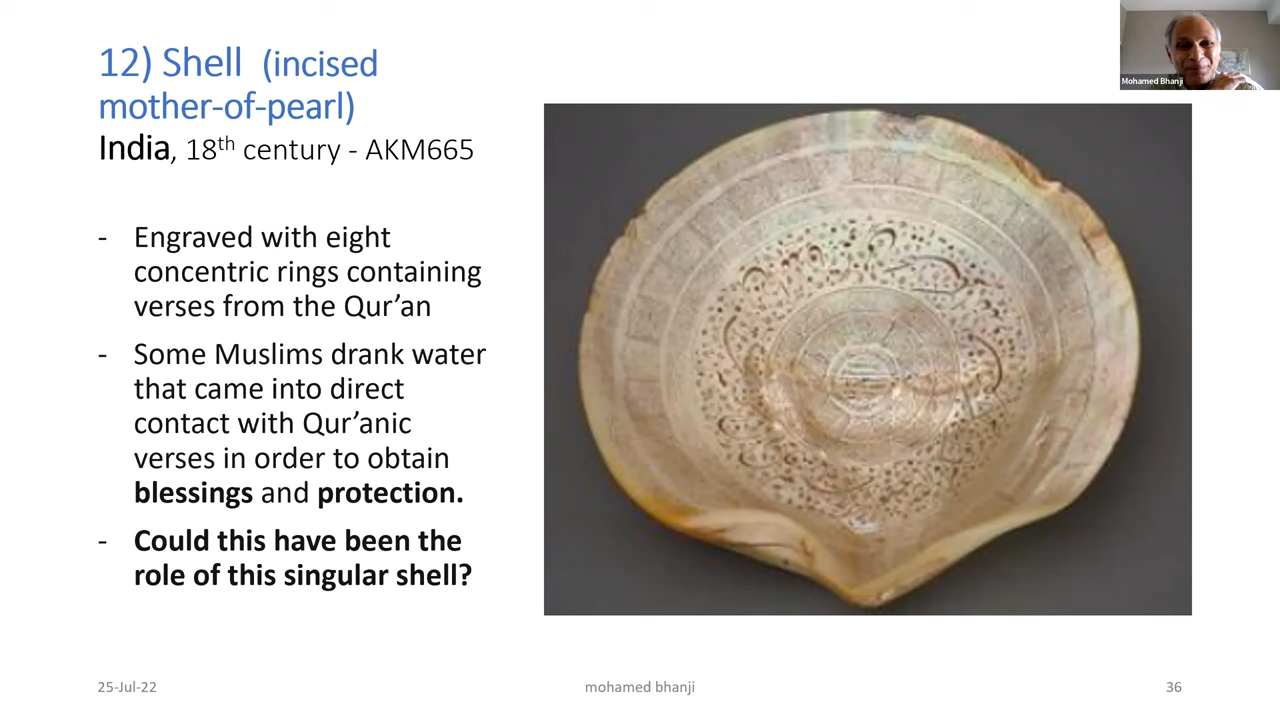 12) Shell (incised
mother-of-pearl)
India, 18th century - AKM665
- Engraved with eight
concentric rings containing
verses from the Qur’an
- Some Muslims drank water
that came into direct
contact with Qur’anic
verses in order to obtain
blessings and protection.
- Could this have been the
role of this singular shell?
Mohamed Bhanji
25-Jul-22
mohamed bhanji
36